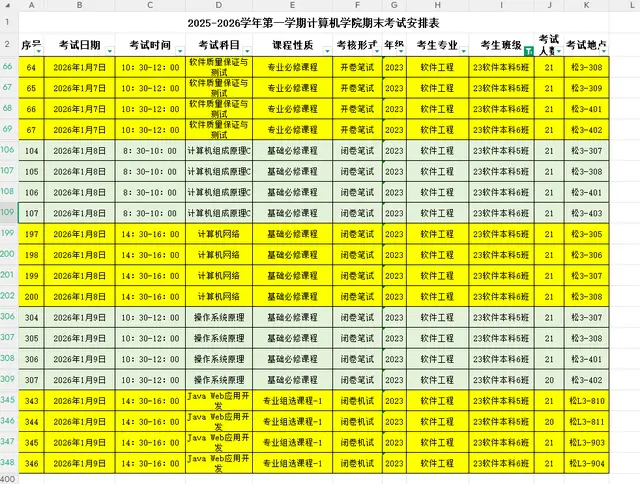 A B C D E F G H I J K
1 2025-2026学年第一学期计算机学院期末考试安排表
2 序号 考试日期 考试时间 考试科目 课程性质 考核形式 年级 考生专业 考生班级 考试人数 考试地点
66 64 2026年1月7日 10：30-12：00 软件质量保证与测试 专业必修课程 开卷笔试 2023 软件工程 23软件本科5班 21 松3-308
67 65 2026年1月7日 10：30-12：00 软件质量保证与测试 专业必修课程 开卷笔试 2023 软件工程 23软件本科5班 21 松3-309
68 66 2026年1月7日 10：30-12：00 软件质量保证与测试 专业必修课程 开卷笔试 2023 软件工程 23软件本科6班 21 松3-401
69 67 2026年1月7日 10：30-12：00 软件质量保证与测试 专业必修课程 开卷笔试 2023 软件工程 23软件本科6班 21 松3-402
106 104 2026年1月8日 8：30-10：00 计算机组成原理C 基础必修课程 闭卷笔试 2023 软件工程 23软件本科5班 21 松3-307
107 105 2026年1月8日 8：30-10：00 计算机组成原理C 基础必修课程 闭卷笔试 2023 软件工程 23软件本科5班 21 松3-308
108 106 2026年1月8日 8：30-10：00 计算机组成原理C 基础必修课程 闭卷笔试 2023 软件工程 23软件本科6班 21 松3-401
109 107 2026年1月8日 8：30-10：00 计算机组成原理C 基础必修课程 闭卷笔试 2023 软件工程 23软件本科6班 21 松3-403
199 197 2026年1月8日 14：30-16：00 计算机网络 基础必修课程 闭卷笔试 2023 软件工程 23软件本科5班 21 松3-305
200 198 2026年1月8日 14：30-16：00 计算机网络 基础必修课程 闭卷笔试 2023 软件工程 23软件本科5班 21 松3-306
201 199 2026年1月8日 14：30-16：00 计算机网络 基础必修课程 闭卷笔试 2023 软件工程 23软件本科6班 21 松3-307
202 200 2026年1月8日 14：30-16：00 计算机网络 基础必修课程 闭卷笔试 2023 软件工程 23软件本科6班 21 松3-308
306 304 2026年1月9日 10：30-12：00 操作系统原理 基础必修课程 闭卷笔试 2023 软件工程 23软件本科5班 21 松3-307
307 305 2026年1月9日 10：30-12：00 操作系统原理 基础必修课程 闭卷笔试 2023 软件工程 23软件本科5班 21 松3-308
308 306 2026年1月9日 10：30-12：00 操作系统原理 基础必修课程 闭卷笔试 2023 软件工程 23软件本科6班 21 松3-401
309 307 2026年1月9日 10：30-12：00 操作系统原理 基础必修课程 闭卷笔试 2023 软件工程 23软件本科6班 20 松3-402
345 343 2026年1月9日 14：30-16：00 Java Web应用开发 专业组选课程-1 闭卷机试 2023 软件工程 23软件本科5班 21 松L3-810
346 344 2026年1月9日 14：30-16：00 Java Web应用开发 专业组选课程-1 闭卷机试 2023 软件工程 23软件本科5班 20 松L3-811
347 345 2026年1月9日 14：30-16：00 Java Web应用开发 专业组选课程-1 闭卷机试 2023 软件工程 23软件本科6班 21 松L3-903
348 346 2026年1月9日 14：30-16：00 Java Web应用开发 专业组选课程-1 闭卷机试 2023 软件工程 23软件本科6班 21 松L3-904
400